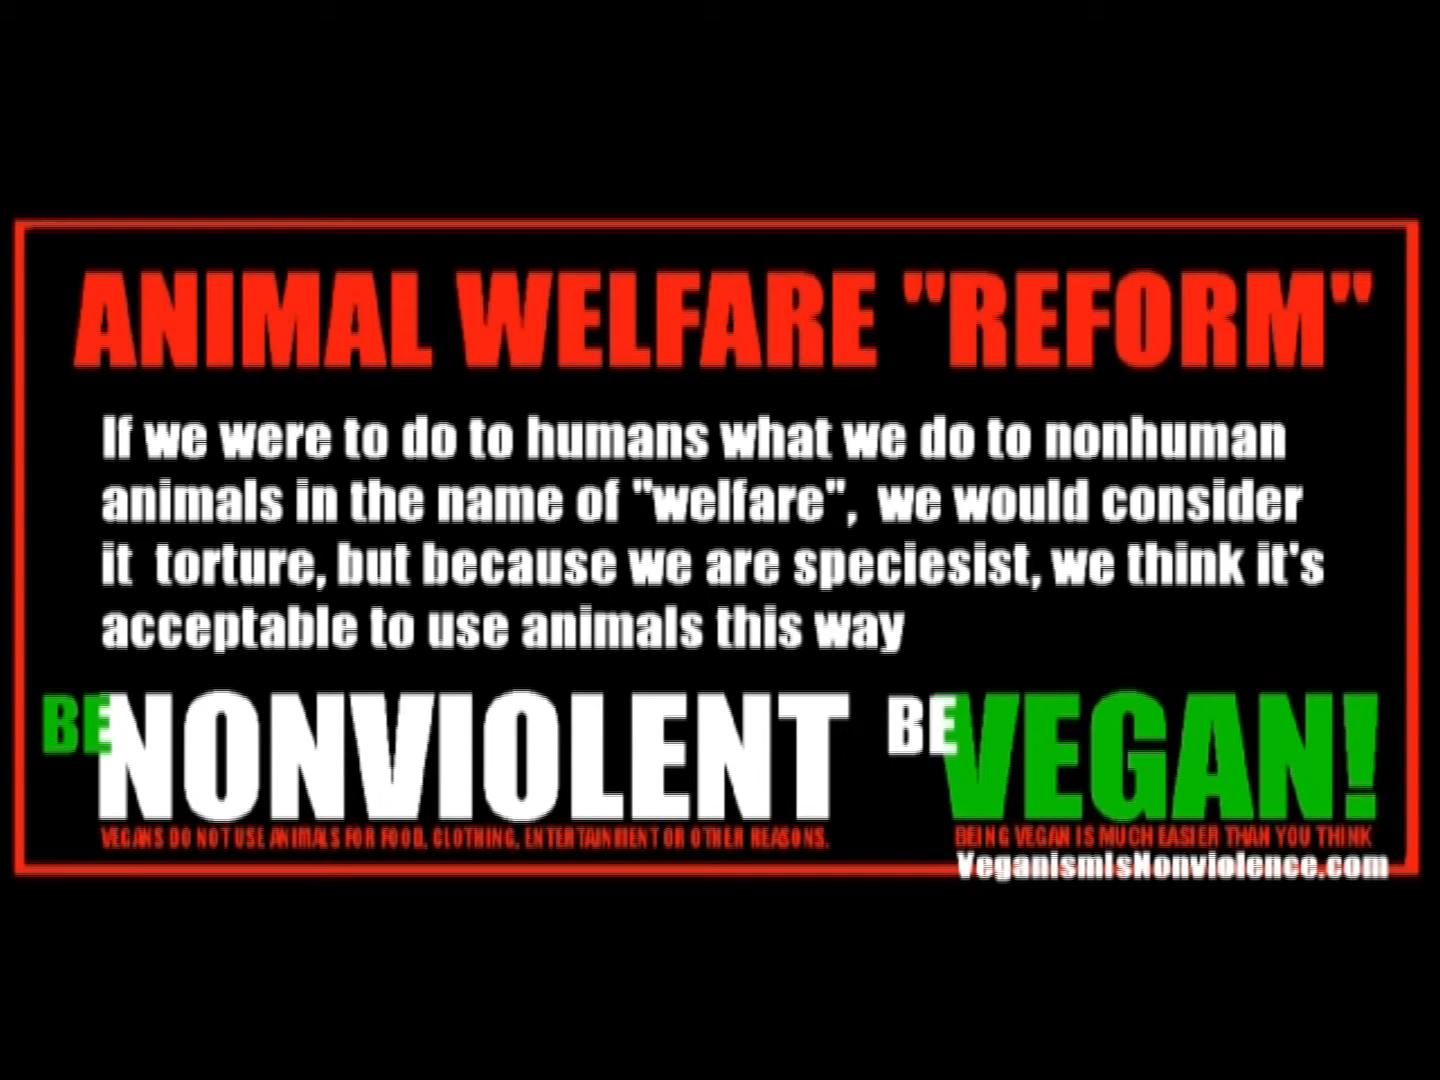 ANIMAL WELFARE "REFORM"
If we were to do to humans what we do to nonhuman
animals in the name of "welfare", we would consider
it torture, but because we are speciesist, we think it's
acceptable to use animals this way
BE NONVIOLENT BE VEGAN!
VEGANS DO NOT USE ANIMALS FOR FOOD, CLOTHING, ENTERTAINMENT OR OTHER REASONS. BEING VEGAN IS MUCH EASIER THAN YOU THINK
VeganismIsNonviolence.com